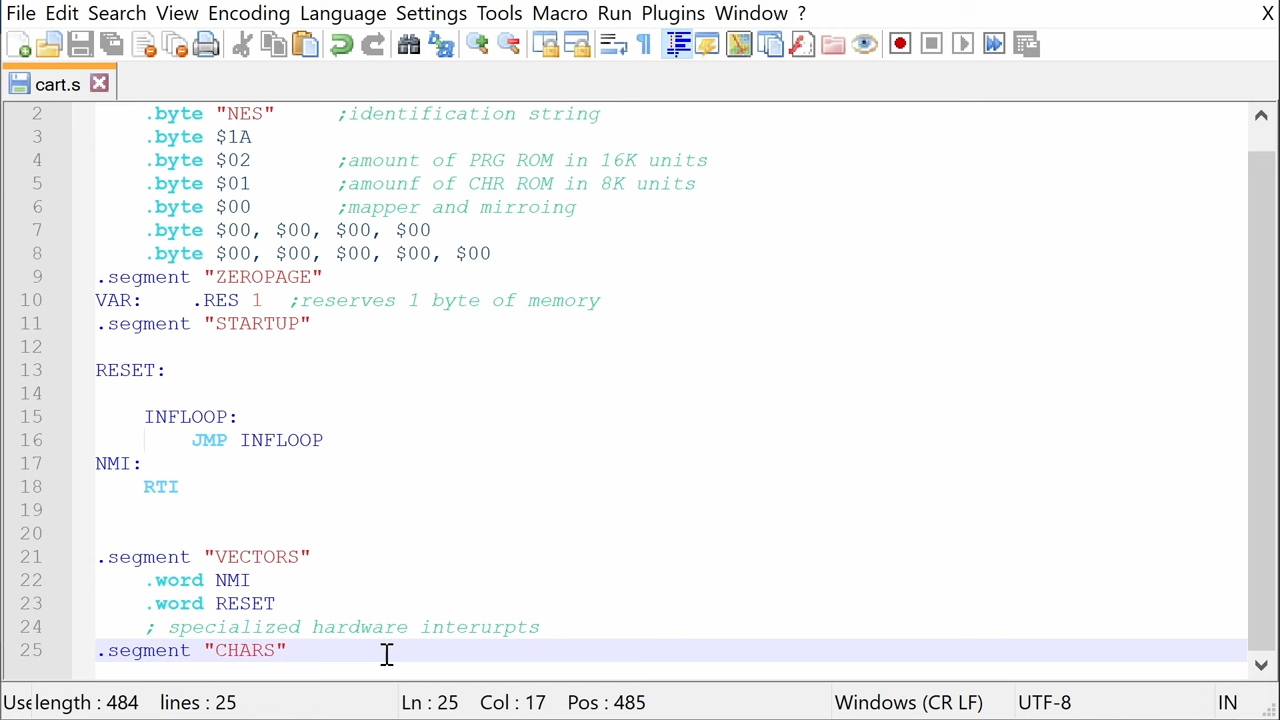 File Edit Search View Encoding Language Settings Tools Macro Run Plugins Window ? X
cart.s
2 .byte "NES" ;identification string
3 .byte $1A
4 .byte $02 ;amount of PRG ROM in 16K units
5 .byte $01 ;amounf of CHR ROM in 8K units
6 .byte $00 ;mapper and mirroing
7 .byte $00, $00, $00, $00
8 .byte $00, $00, $00, $00, $00
9 .segment "ZEROPAGE"
10 VAR: .RES 1 ;reserves 1 byte of memory
11 .segment "STARTUP"
12
13 RESET:
14
15 INFLOOP:
16 JMP INFLOOP
17 NMI:
18 RTI
19
20
21 .segment "VECTORS"
22 .word NMI
23 .word RESET
24 ; specialized hardware interurpts
25 .segment "CHARS"
Use length : 484 lines : 25 Ln : 25 Col : 17 Pos : 485 Windows (CR LF) UTF-8 IN